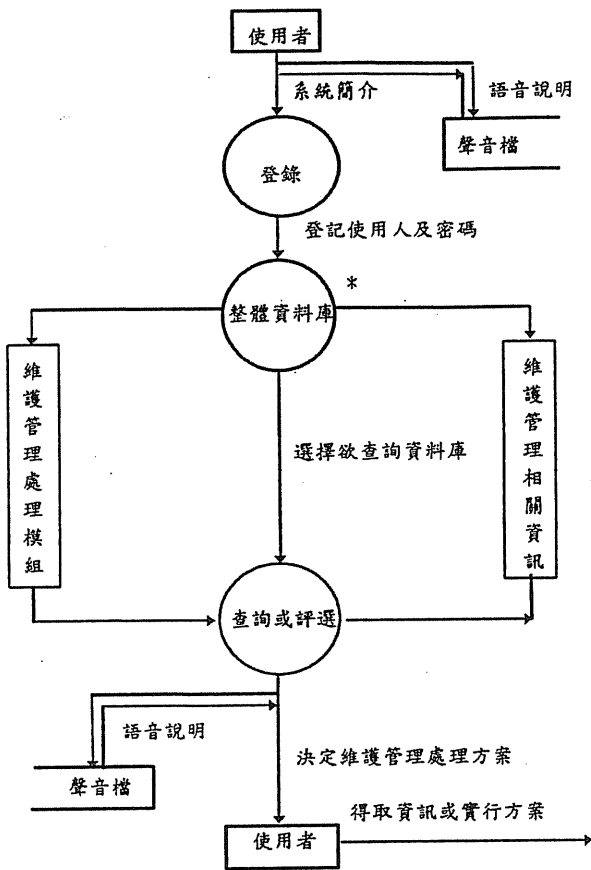 使用者
系統簡介
語音說明
聲音檔
登錄
登記使用人及密碼
整體資料庫
*
維護管理處理模組
維護管理相關資訊
選擇欲查詢資料庫
查詢或評選
語音說明
聲音檔
決定維護管理處理方案
得取資訊或實行方案
使用者